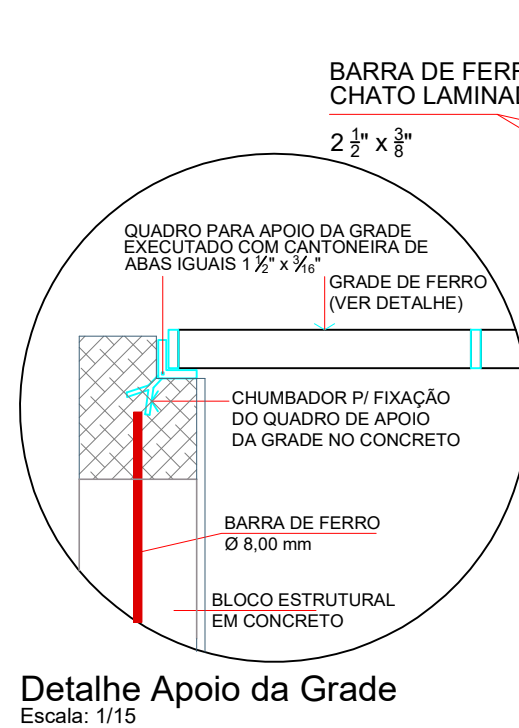 BARRA DE FERR
CHATO LAMINA
2 1/2" x 3/8"
QUADRO PARA APOIO DA GRADE
EXECUTADO COM CANTONEIRA DE
ABAS IGUAIS 1 1/2" x 3/16"
GRADE DE FERRO
(VER DETALHE)
CHUMBADOR P/ FIXAÇÃO
DO QUADRO DE APOIO
DA GRADE NO CONCRETO
BARRA DE FERRO
Ø 8,00 mm
BLOCO ESTRUTURAL
EM CONCRETO
Detalhe Apoio da Grade
Escala: 1/15